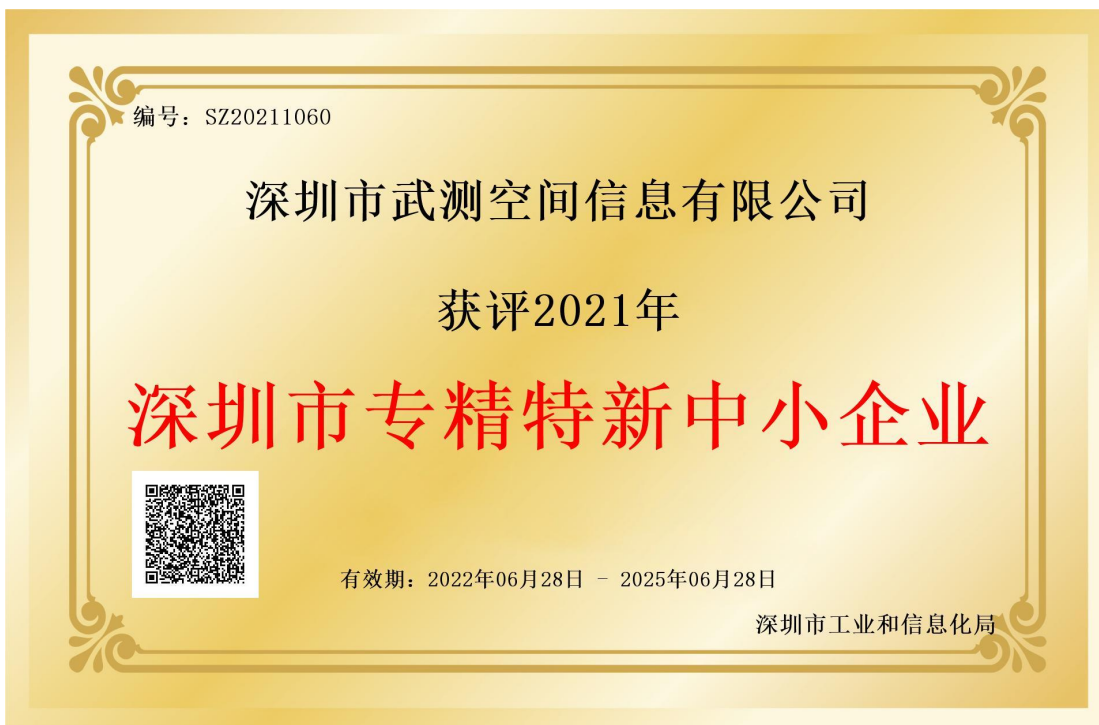 编号：SZ20211060
深圳市武测空间信息有限公司
获评2021年
深圳市专精特新中小企业
有效期：2022年06月28日 - 2025年06月28日
深圳市工业和信息化局